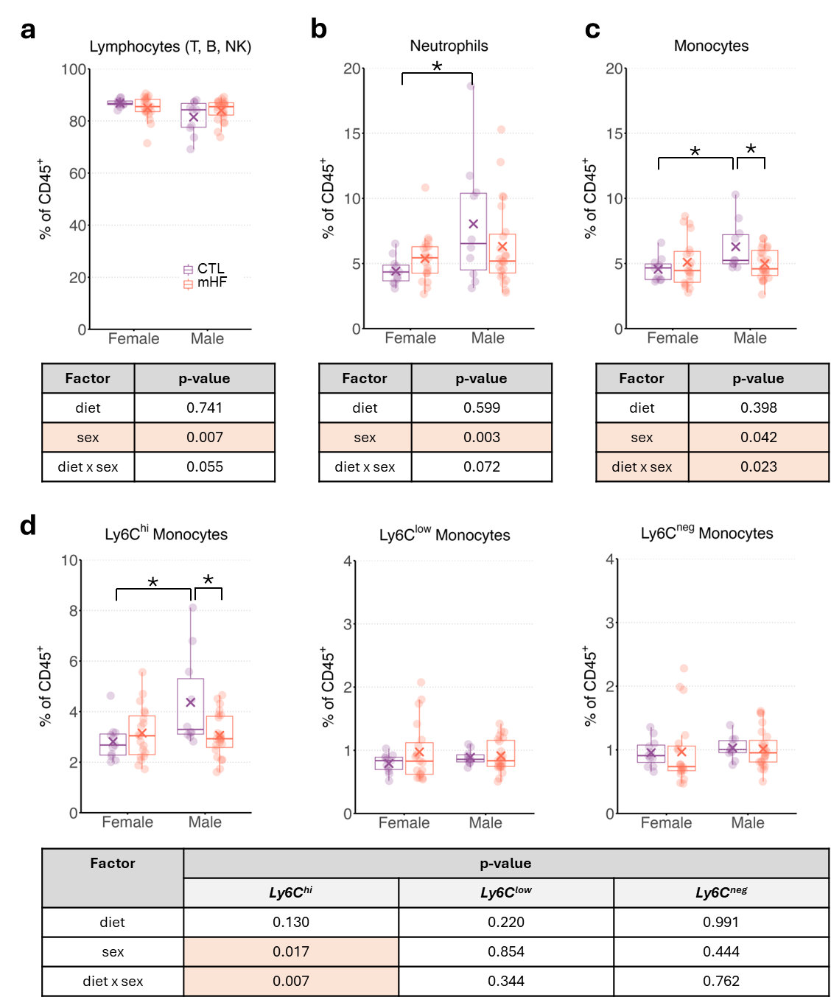 a
Lymphocytes (T, B, NK)
100
80
60
40
20
0
% of CD45+
CTL
mHF
Female Male
b
Neutrophils
20
15
10
5
0
% of CD45+
*
Female Male
c
Monocytes
20
15
10
5
0
% of CD45+
* *
Female Male
Factor p-value
diet 0.741
sex 0.007
diet x sex 0.055
Factor p-value
diet 0.599
sex 0.003
diet x sex 0.072
Factor p-value
diet 0.398
sex 0.042
diet x sex 0.023
d
Ly6Chi Monocytes
10
8
6
4
2
0
% of CD45+
* *
Female Male
Ly6Clow Monocytes
4
3
2
1
0
% of CD45+
Female Male
Ly6Cneg Monocytes
4
3
2
1
0
% of CD45+
Female Male
Factor p-value
Ly6Chi Ly6Clow Ly6Cneg
diet 0.130 0.220 0.991
sex 0.017 0.854 0.444
diet x sex 0.007 0.344 0.762